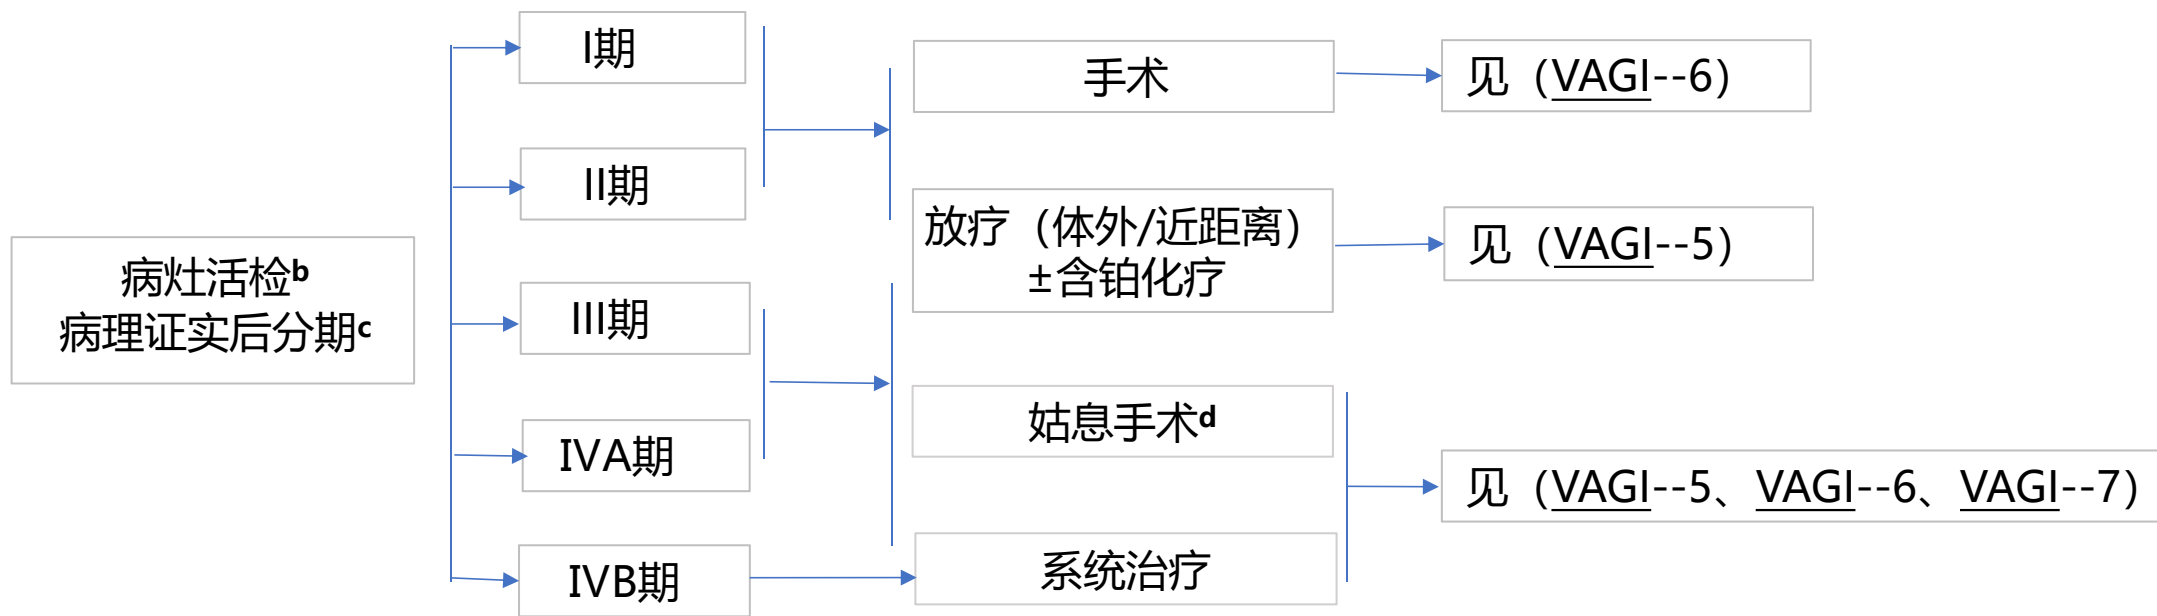 病灶活检b
病理证实后分期c
I期
II期
III期
IVA期
IVB期
手术
放疗（体外/近距离）
±含铂化疗
姑息手术d
系统治疗
见（VAGI--6）
见（VAGI--5）
见（VAGI--5、VAGI--6、VAGI--7）